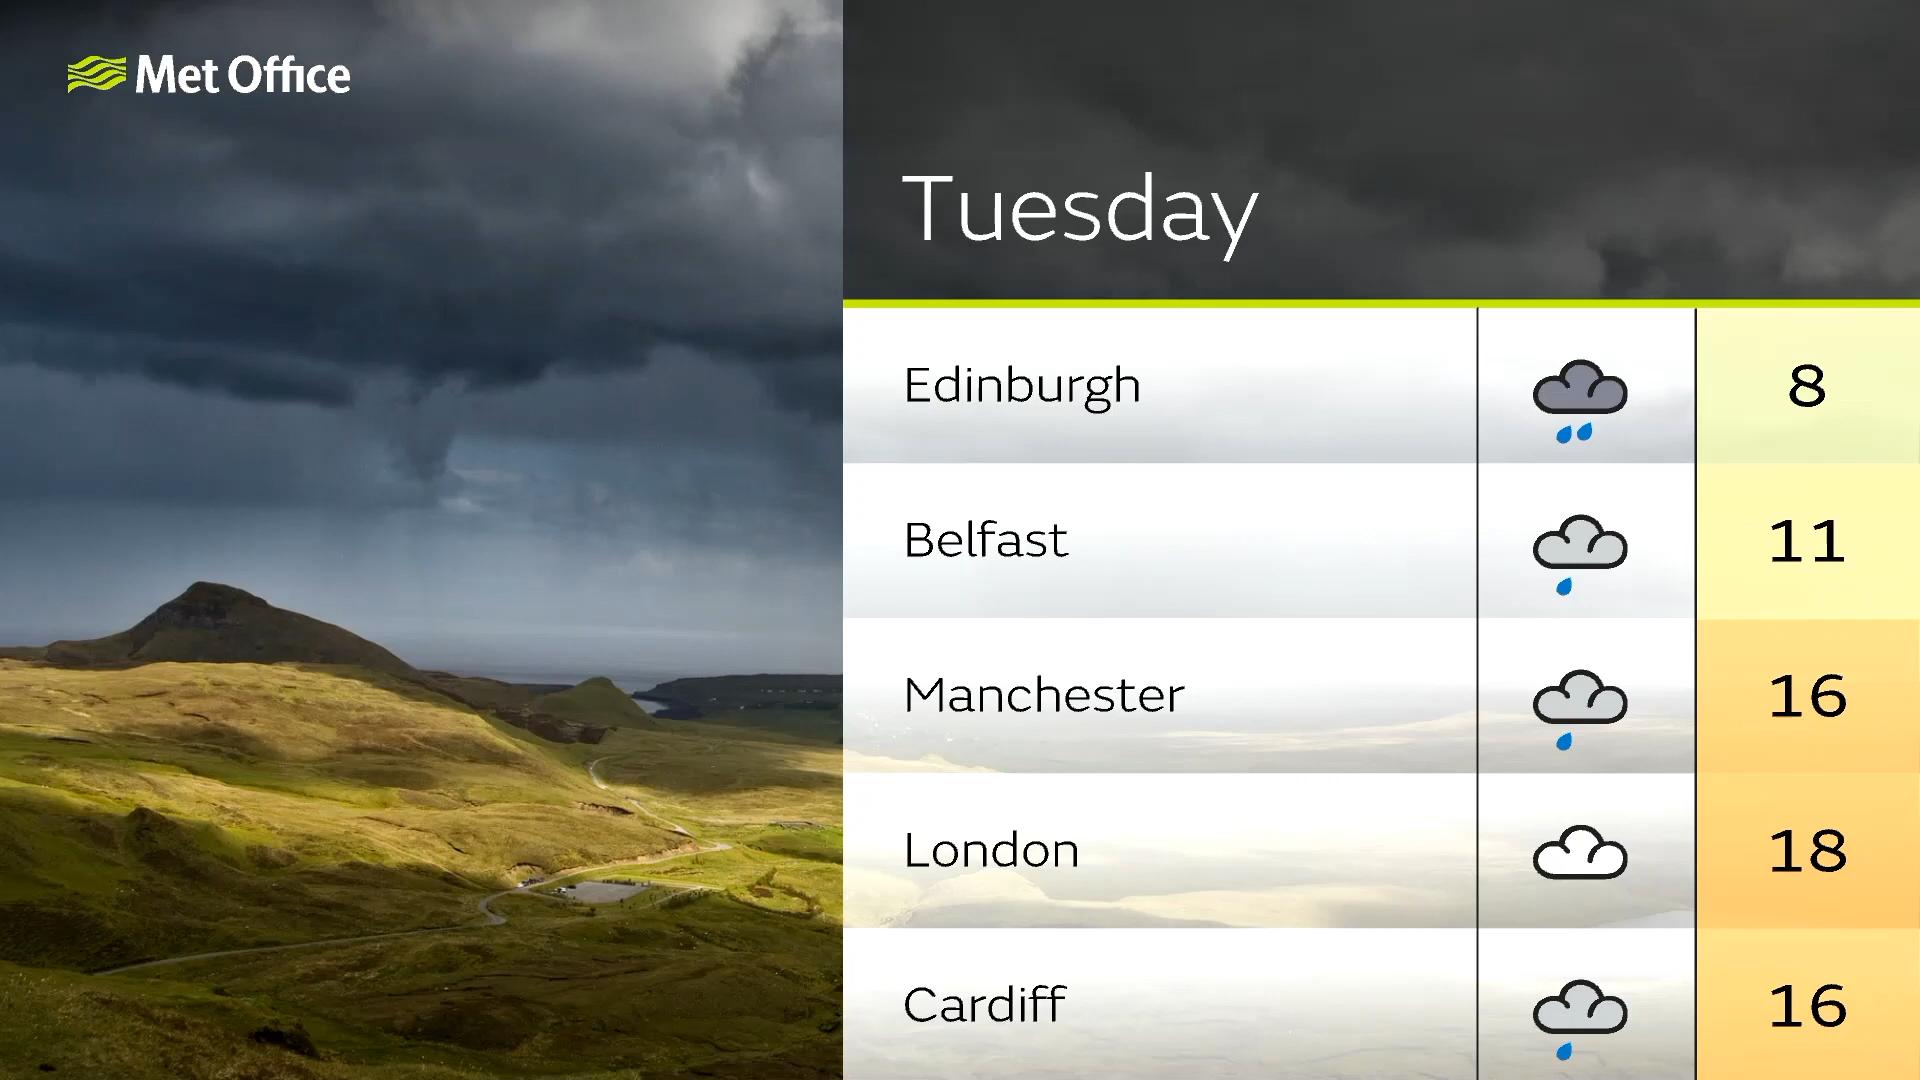 Met Office
Tuesday
Edinburgh 8
Belfast 11
Manchester 16
London 18
Cardiff 16